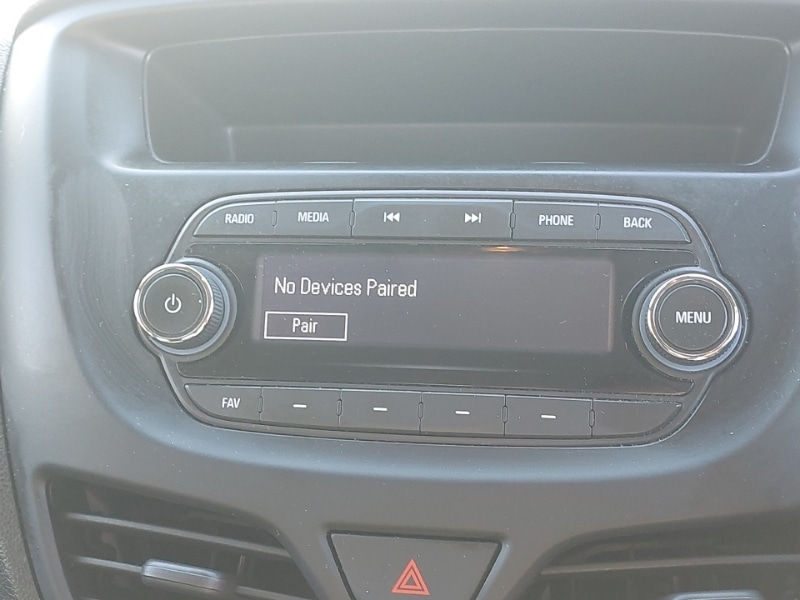 RADIO MEDIA PHONE BACK
No Devices Paired
Pair
MENU
FAV